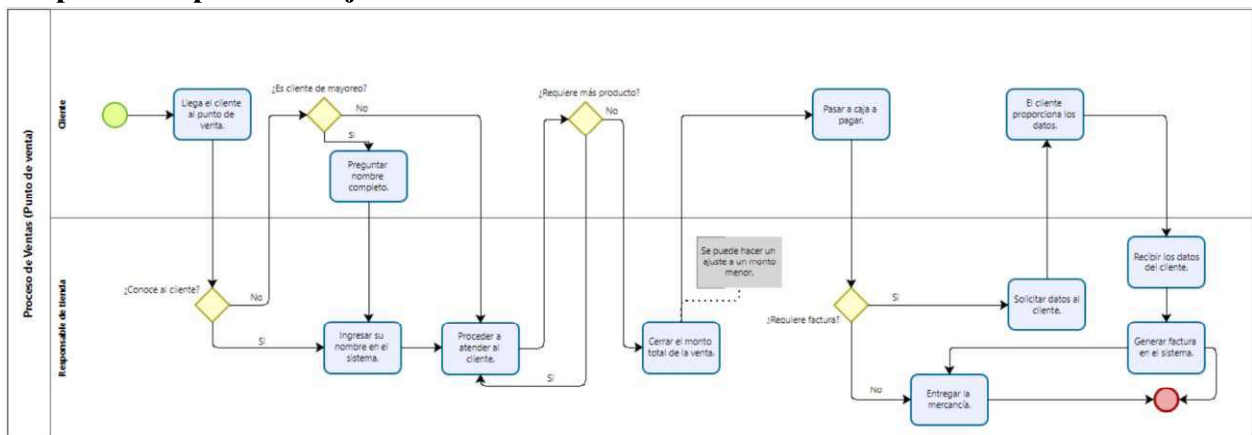 Proceso de Ventas (Punto de venta)
Cliente
Llega el cliente
al punto de
venta.
¿Es cliente de mayoreo?
No
Si
Preguntar
nombre
completo.
¿Requiere más producto?
No
Pasar a caja a
pagar.
El cliente
proporciona los
datos.
Responsable de tienda
¿Conoce al cliente?
No
Si
Ingresar su
nombre en el
sistema.
Proceder a
atender al
cliente.
Si
Se puede hacer un
ajuste a un monto
menor.
Cerrar el monto
total de la venta.
¿Requiere factura?
Si
No
Solicitar datos al
cliente.
Recibir los datos
del cliente.
Generar factura
en el sistema.
Entregar la
mercancía.